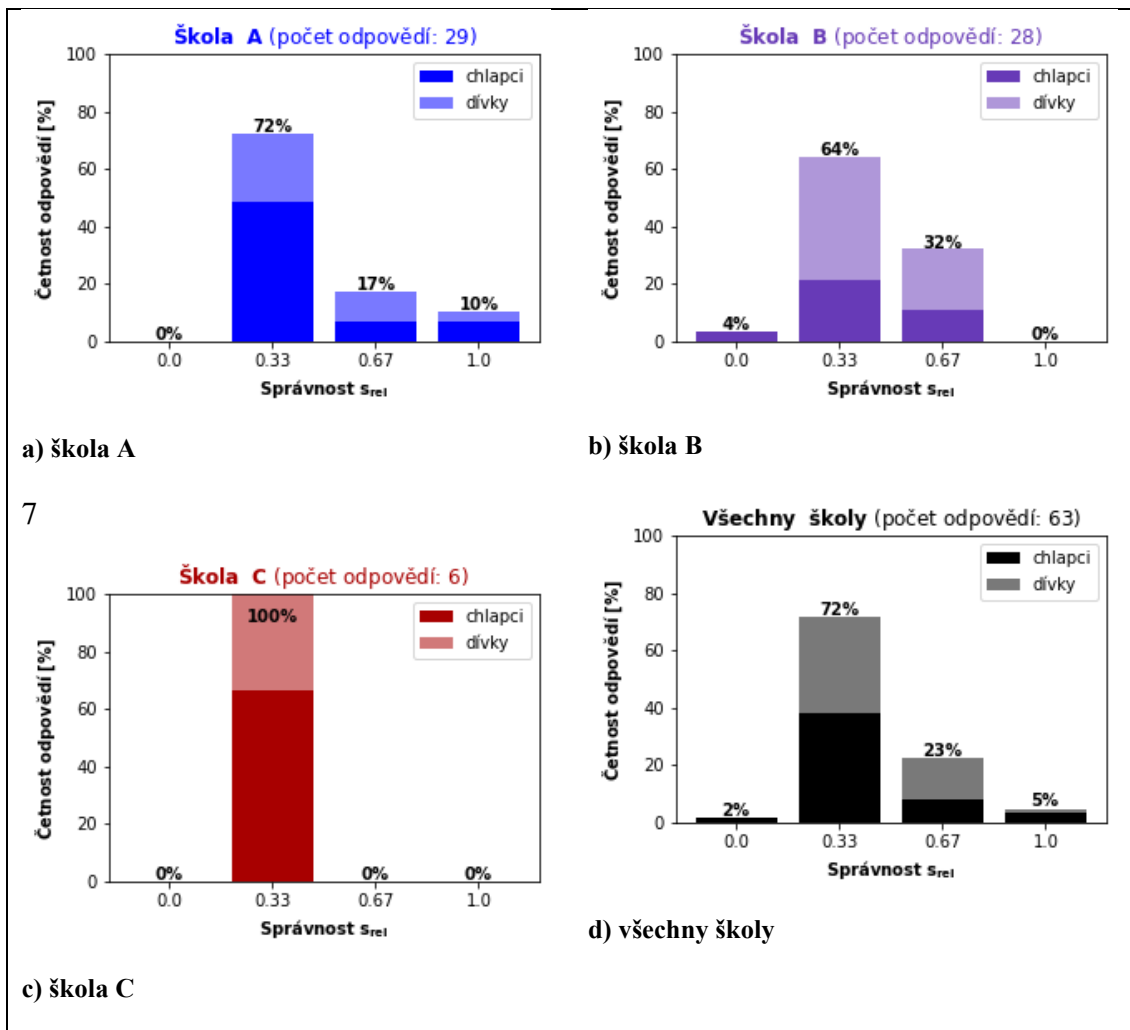 Škola A (počet odpovědí: 29)
100
80
60
40
20
0
Četnost odpovědí [%]
chlapci
dívky
0%
72%
17%
10%
0.0
0.33
0.67
1.0
Správnost s_rel
a) škola A
Škola B (počet odpovědí: 28)
100
80
60
40
20
0
Četnost odpovědí [%]
chlapci
dívky
4%
64%
32%
0%
0.0
0.33
0.67
1.0
Správnost s_rel
b) škola B
7
Škola C (počet odpovědí: 6)
100
80
60
40
20
0
Četnost odpovědí [%]
chlapci
dívky
0%
100%
0%
0%
0.0
0.33
0.67
1.0
Správnost s_rel
c) škola C
Všechny školy (počet odpovědí: 63)
100
80
60
40
20
0
Četnost odpovědí [%]
chlapci
dívky
2%
72%
23%
5%
0.0
0.33
0.67
1.0
Správnost s_rel
d) všechny školy